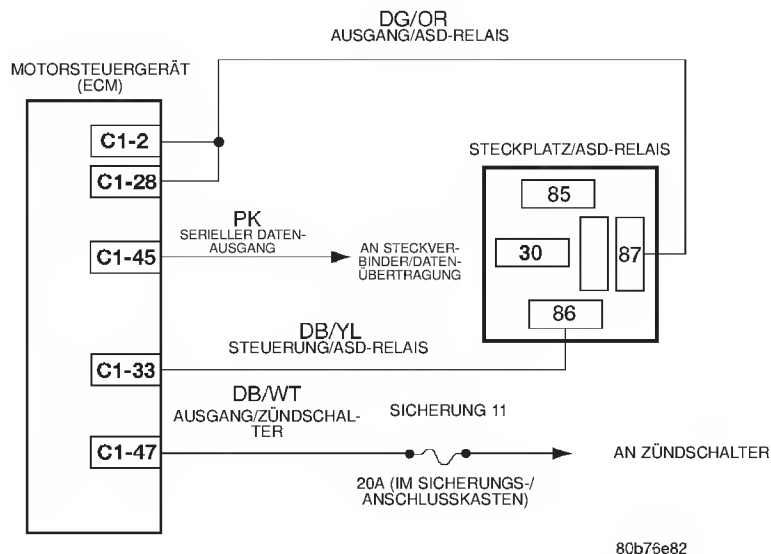 DG/OR
AUSGANG/ASD-RELAIS
MOTORSTEUERGERÄT
(ECM)
C1-2
STECKPLATZ/ASD-RELAIS
C1-28
85
PK
SERIELLER DATEN-
AUSGANG
C1-45
AN STECKVER-
BINDER/DATEN-
ÜBERTRAGUNG
30
87
86
DB/YL
STEUERUNG/ASD-RELAIS
C1-33
DB/WT
AUSGANG/ZÜNDSCHAL-
TER
SICHERUNG 11
C1-47
AN ZÜNDSCHALTER
20A (IM SICHERUNGS-/
ANSCHLUSSKASTEN)
80b76e82